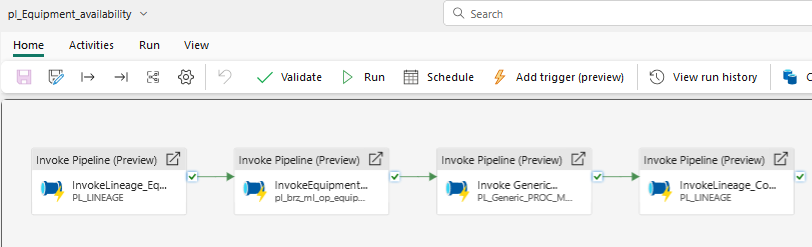 pl_Equipment_availability
Search
Home Activities Run View
Validate Run Schedule Add trigger (preview) View run history
Invoke Pipeline (Preview) Invoke Pipeline (Preview) Invoke Pipeline (Preview) Invoke Pipeline (Preview)
InvokeLineage_Eq... InvokeEquipment... Invoke Generic... InvokeLineage_Co...
PL_LINEAGE pl_brz_ml_op_equip... PL_Generic_PROC_M... PL_LINEAGE